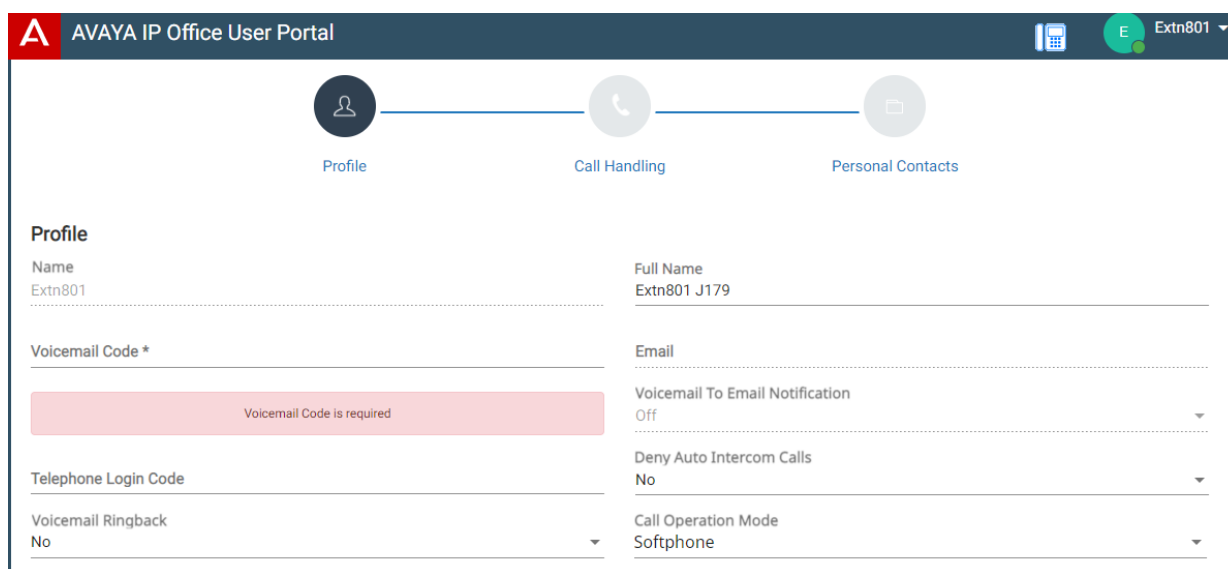 AVAYA IP Office User Portal
E
Extn801
Profile
Call Handling
Personal Contacts
Profile
Name
Extn801
Full Name
Extn801 J179
Voicemail Code *
Email
Voicemail Code is required
Voicemail To Email Notification
Off
Telephone Login Code
Deny Auto Intercom Calls
No
Voicemail Ringback
No
Call Operation Mode
Softphone